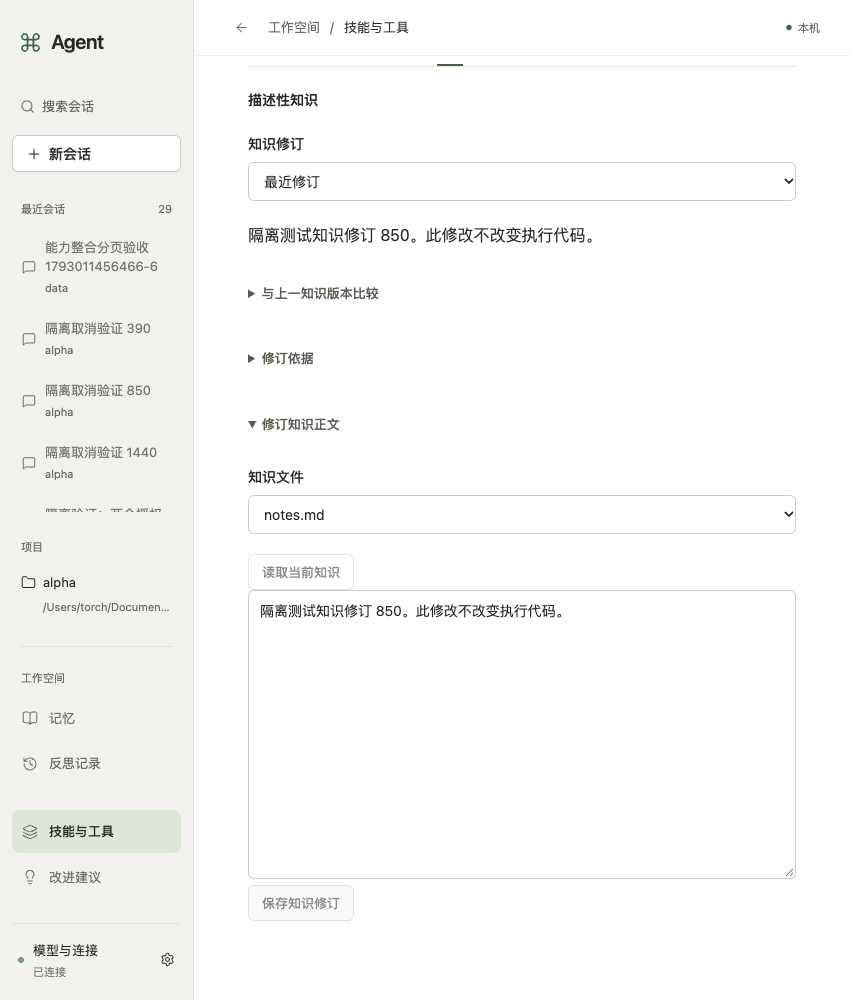 Agent
搜索会话
新会话
最近会话 29
能力整合分页验收
1793011456466-6
data
隔离取消验证 390
alpha
隔离取消验证 850
alpha
隔离取消验证 1440
alpha
项目
alpha
/Users/torch/Documen...
工作空间
记忆
反思记录
技能与工具
改进建议
模型与连接
已连接
工作空间 / 技能与工具
本机
描述性知识
知识修订
最近修订
隔离测试知识修订 850。此修改不改变执行代码。
与上一知识版本比较
修订依据
修订知识正文
知识文件
notes.md
读取当前知识
隔离测试知识修订 850。此修改不改变执行代码。
保存知识修订